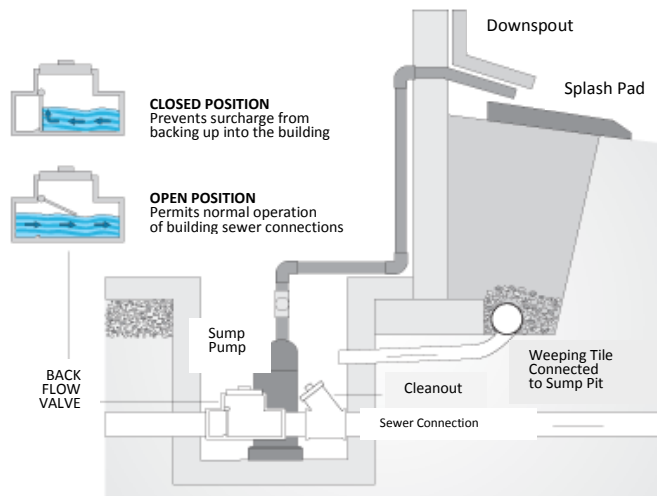 Downspout
Splash Pad
CLOSED POSITION
Prevents surcharge from
backing up into the building
OPEN POSITION
Permits normal operation
of building sewer connections
Sump
Pump
BACK
FLOW
VALVE
Cleanout
Weeping Tile
Connected
to Sump Pit
Sewer Connection